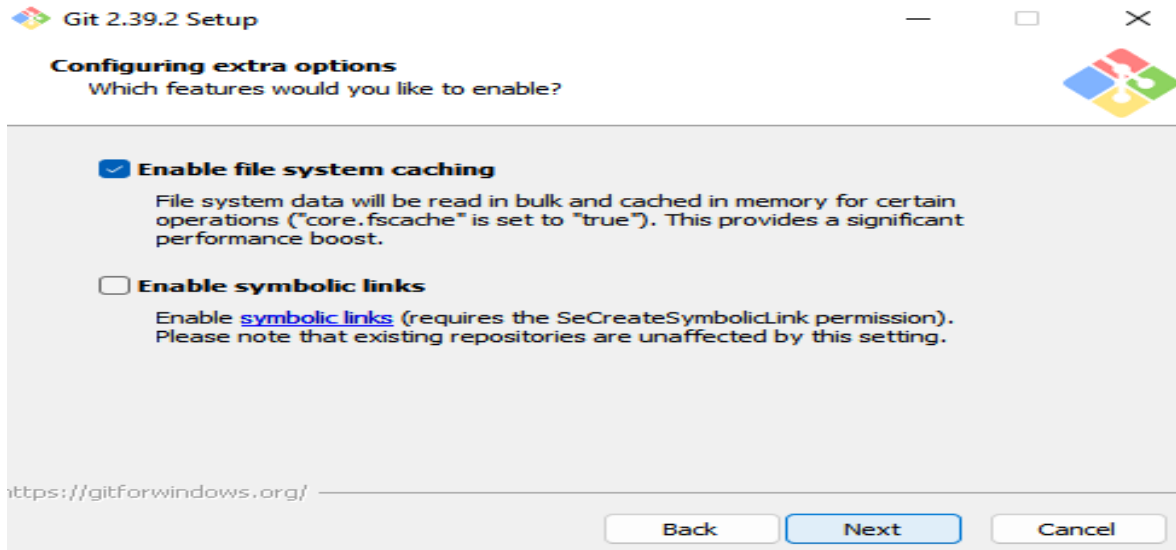 Git 2.39.2 Setup
Configuring extra options
Which features would you like to enable?
Enable file system caching
File system data will be read in bulk and cached in memory for certain
operations ("core.fscache" is set to "true"). This provides a significant
performance boost.
Enable symbolic links
Enable symbolic links (requires the SeCreateSymbolicLink permission).
Please note that existing repositories are unaffected by this setting.
https://gitforwindows.org/
Back Next Cancel